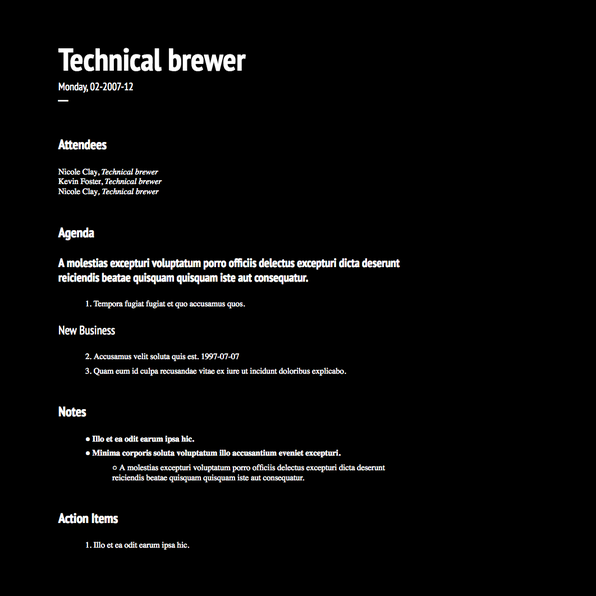 Technical brewer
Monday, 02-2007-12
—
Attendees
Nicole Clay, Technical brewer
Kevin Foster, Technical brewer
Nicole Clay, Technical brewer
Agenda
A molestias excepturi voluptatum porro officiis delectus excepturi dicta deserunt
reiciendis beatae quisquam quisquam iste aut consequatur.
1. Tempora fugiat fugiat et quo accusamus quos.
New Business
2. Accusamus velit soluta quis est. 1997-07-07
3. Quam eum id culpa recusandae vitae ex iure ut incidunt doloribus explicabo.
Notes
● Illo et ea odit earum ipsa hic.
● Minima corporis soluta voluptatum illo accusantium eveniet excepturi.
○ A molestias excepturi voluptatum porro officiis delectus excepturi dicta deserunt
reiciendis beatae quisquam quisquam iste aut consequatur.
Action Items
1. Illo et ea odit earum ipsa hic.